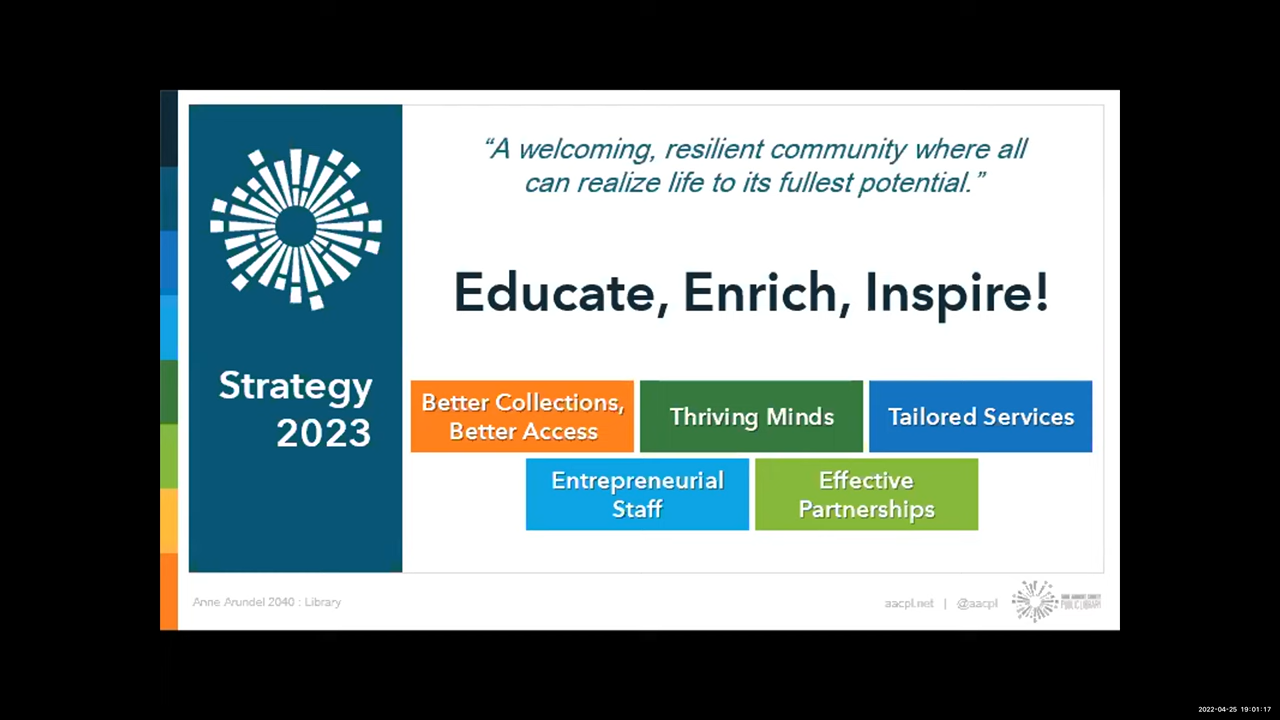 “A welcoming, resilient community where all
can realize life to its fullest potential.”
Educate, Enrich, Inspire!
Strategy
2023
Better Collections,
Better Access
Thriving Minds
Tailored Services
Entrepreneurial
Staff
Effective
Partnerships
Anne Arundel 2040 : Library
aacpl.net | @aacpl
PUBLIC LIBRARY
2022-04-25 19:01:17